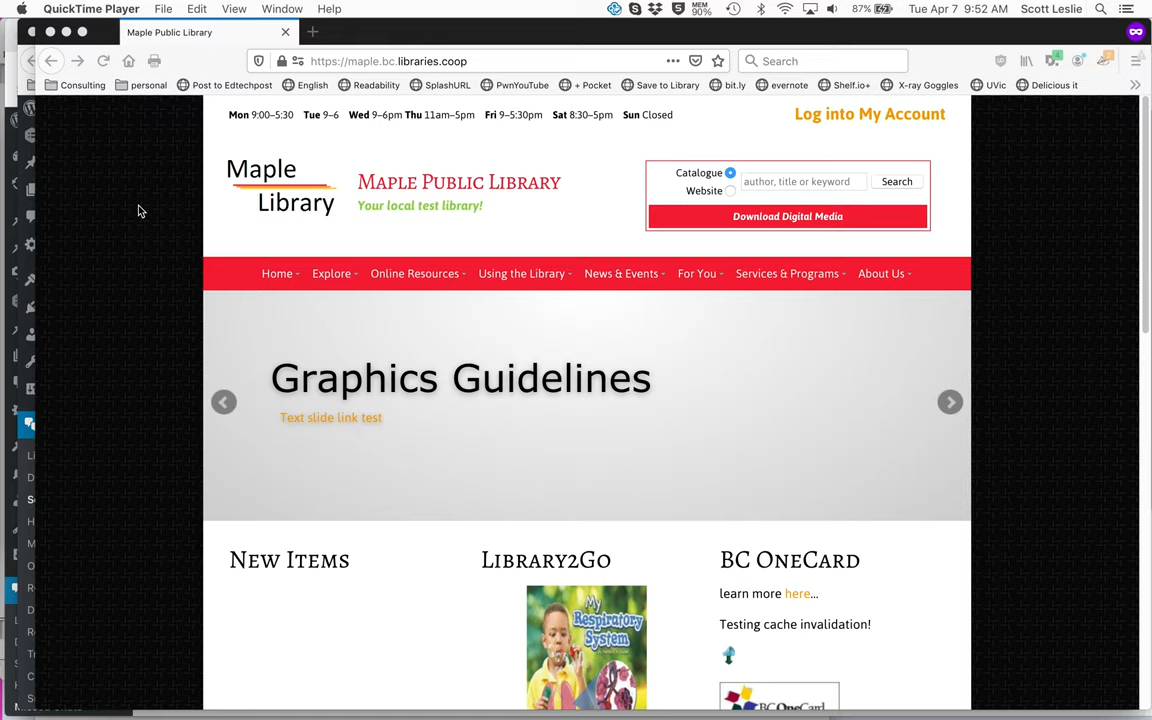 QuickTime Player File Edit View Window Help MEM 90% 87% Tue Apr 7 9:52 AM Scott Leslie
Maple Public Library
https://maple.bc.libraries.coop Search
Consulting personal Post to Edtechpost English Readability SplashURL PwnYouTube + Pocket Save to Library bit.ly evernote Shelf.io+ X-ray Goggles UVic Delicious it
Mon 9:00–5:30 Tue 9–6 Wed 9–6pm Thu 11am–5pm Fri 9–5:30pm Sat 8:30–5pm Sun Closed
Log into My Account
Maple
Library
Maple Public Library
Your local test library!
Catalogue
Website
author, title or keyword
Search
Download Digital Media
Home Explore Online Resources Using the Library News & Events For You Services & Programs About Us
Graphics Guidelines
Text slide link test
New Items
Library2Go
My
Respiratory
System
BC OneCard
learn more here...
Testing cache invalidation!
BC OneCard